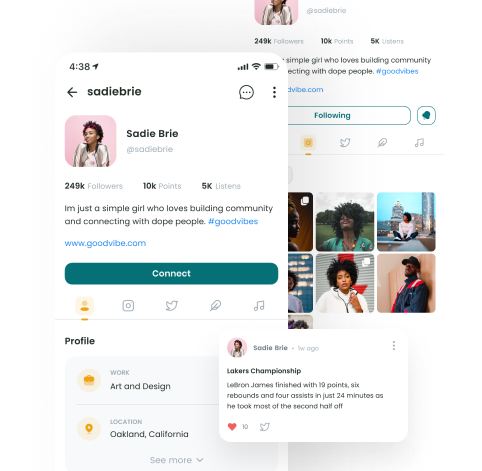 @sadiebrie
249k Followers 10k Points 5K Listens
simple girl who loves building community
ecting with dope people. #goodvibes
dvibe.com
Following
4:38
sadiebrie
Sadie Brie
@sadiebrie
249k Followers 10k Points 5K Listens
Im just a simple girl who loves building community
and connecting with dope people. #goodvibes
www.goodvibe.com
Connect
Profile
WORK
Art and Design
LOCATION
Oakland, California
See more
Sadie Brie • 1w ago
Lakers Championship
LeBron James finished with 19 points, six
rebounds and four assists in just 24 minutes as
he took most of the second half off
10